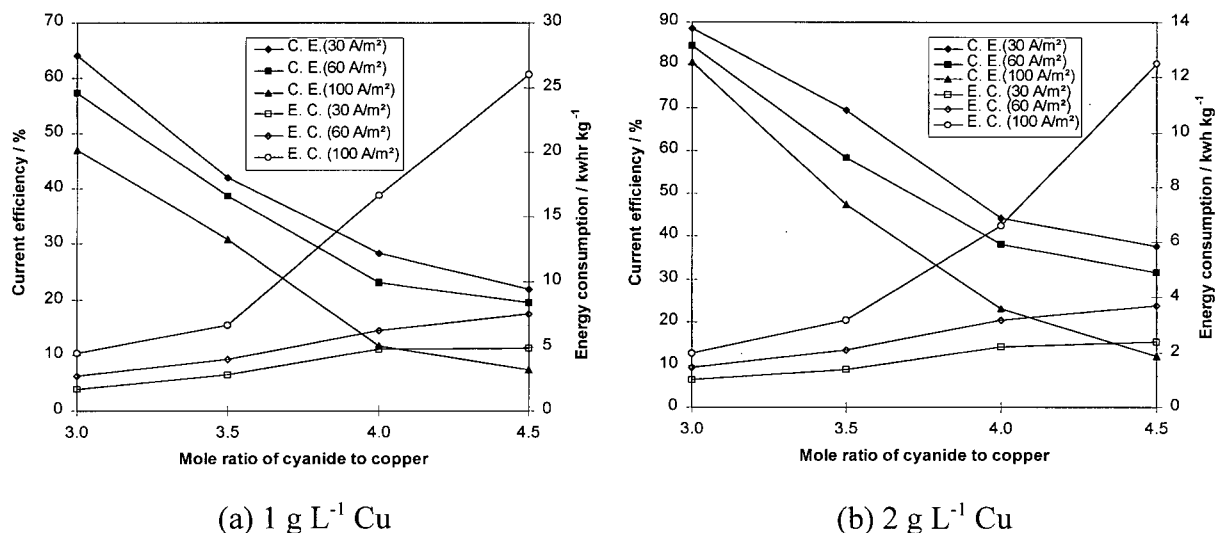 70
60
50
40
30
20
10
0
Current efficiency / %
C. E.(30 A/m²)
C. E.(60 A/m²)
C. E.(100 A/m²)
E. C. (30 A/m²)
E. C. (60 A/m²)
E. C. (100 A/m²)
30
25
20
15
10
5
0
Energy consumption / kwhr kg⁻¹
3.0 3.5 4.0 4.5
Mole ratio of cyanide to copper
(a) 1 g L⁻¹ Cu
90
80
70
60
50
40
30
20
10
0
Current efficiency / %
C. E.(30 A/m²)
C. E.(60 A/m²)
C. E.(100 A/m²)
E. C. (30 A/m²)
E. C. (60 A/m²)
E. C. (100 A/m²)
14
12
10
8
6
4
2
0
Energy consumption / kwh kg⁻¹
3.0 3.5 4.0 4.5
Mole ratio of cyanide to copper
(b) 2 g L⁻¹ Cu